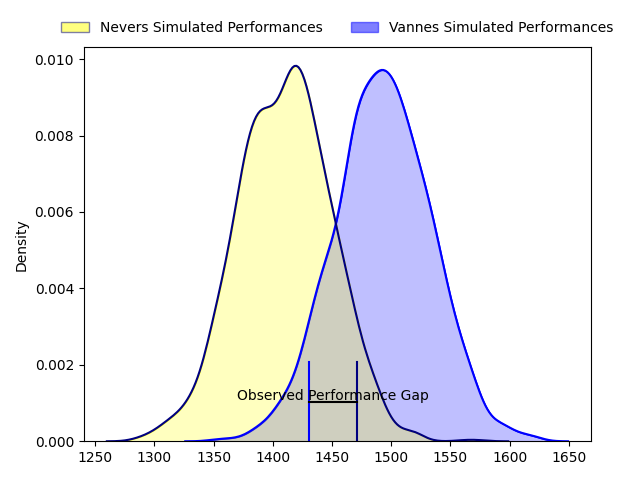 Nevers Simulated Performances Vannes Simulated Performances
0.010
0.008
0.006
0.004
0.002
0.000
Density
Observed Performance Gap
1250 1300 1350 1400 1450 1500 1550 1600 1650